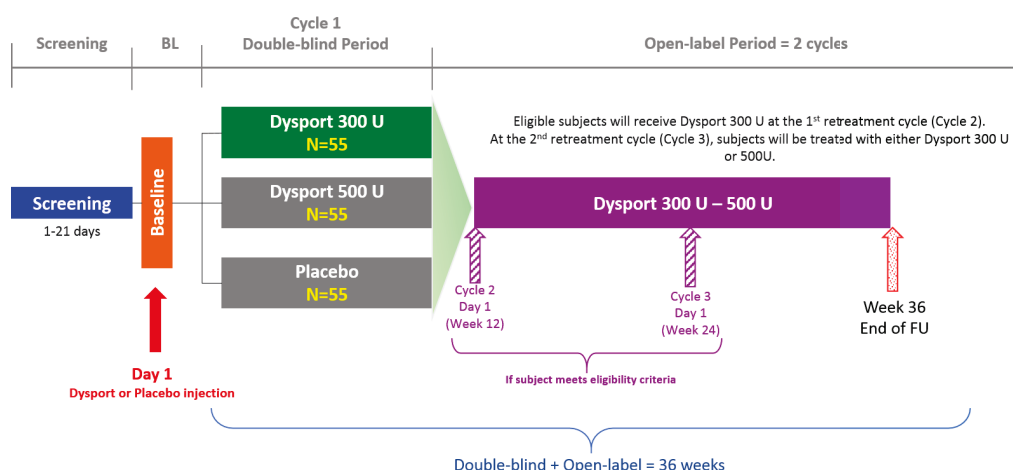 Screening
BL
Cycle 1
Double-blind Period
Open-label Period = 2 cycles
Dysport 300 U
N=55
Eligible subjects will receive Dysport 300 U at the 1st retreatment cycle (Cycle 2).
At the 2nd retreatment cycle (Cycle 3), subjects will be treated with either Dysport 300 U
or 500U.
Screening
1-21 days
Baseline
Dysport 500 U
N=55
Dysport 300 U – 500 U
Placebo
N=55
Cycle 2
Day 1
(Week 12)
Cycle 3
Day 1
(Week 24)
Week 36
End of FU
Day 1
Dysport or Placebo injection
If subject meets eligibility criteria
Double-blind + Open-label = 36 weeks